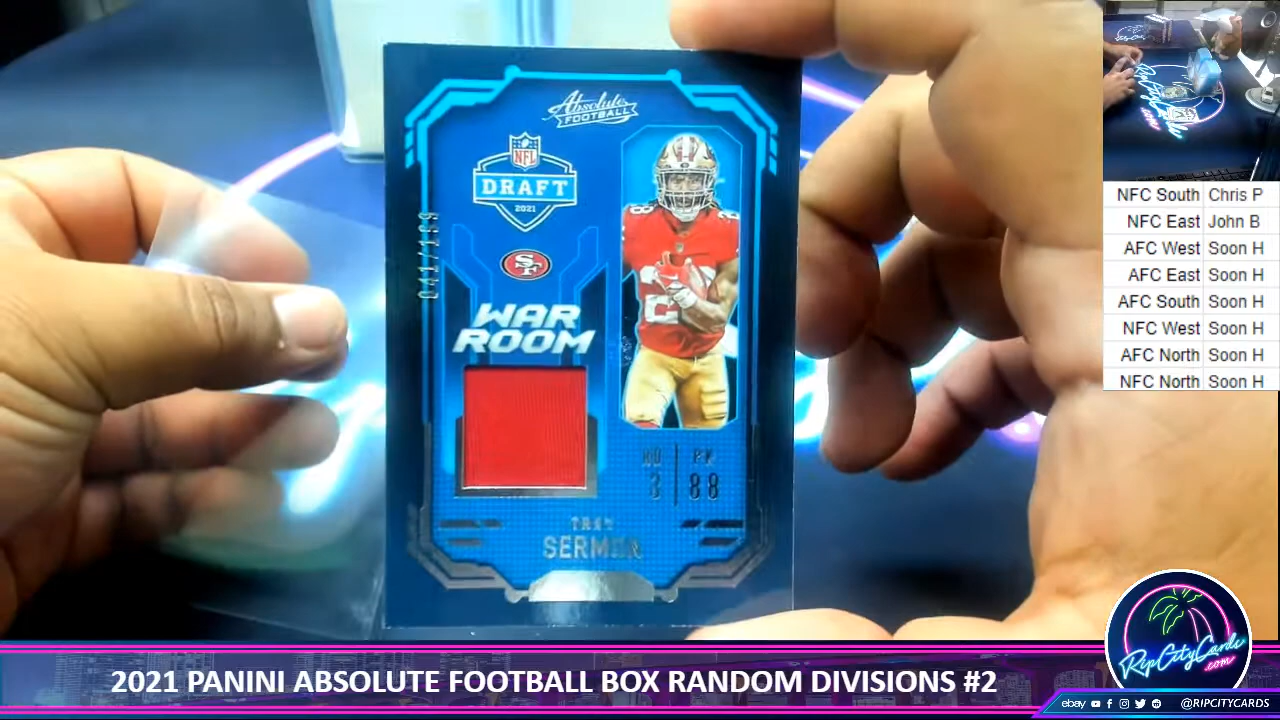 Absolute
FOOTBALL
NFL
DRAFT
2021
SF
041/199
WAR
ROOM
RD
3
PK
88
TREY
SERMON
NFC South Chris P
NFC East John B
AFC West Soon H
AFC East Soon H
AFC South Soon H
NFC West Soon H
AFC North Soon H
NFC North Soon H
2021 PANINI ABSOLUTE FOOTBALL BOX RANDOM DIVISIONS #2
RipCityCards
.com
ebay @RIPCITYCARDS